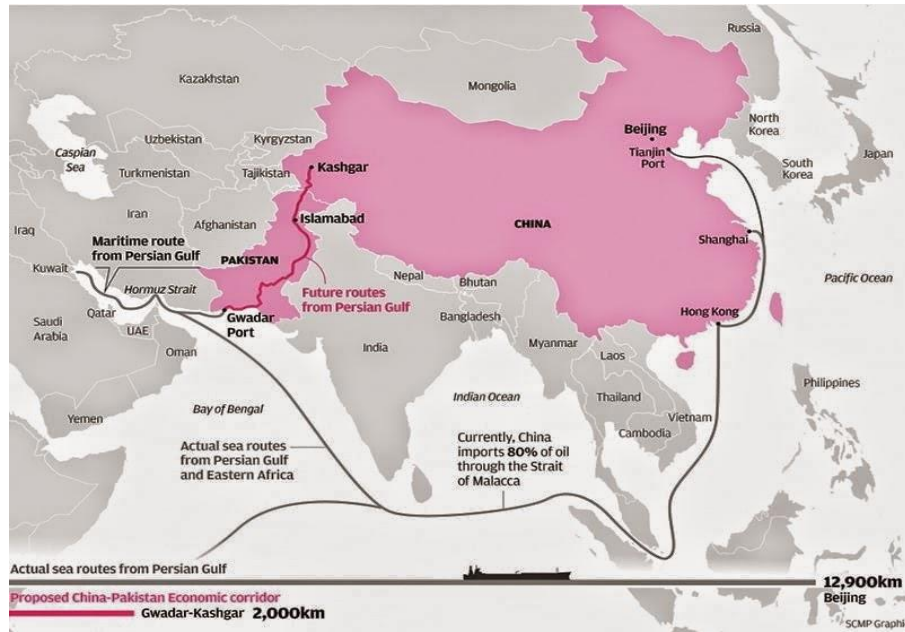 Russia
Kazakhstan
Mongolia
Uzbekistan
Kyrgyzstan
Beijing
North
Korea
Caspian
Sea
Tianjin
Port
Turkmenistan
Tajikistan
Kashgar
South
Korea
Japan
Iran
Afghanistan
Islamabad
CHINA
Iraq
Maritime route
from Persian Gulf
PAKISTAN
Shanghai
Kuwait
Nepal
Bhutan
Pacific Ocean
Hormuz Strait
Future routes
from Persian Gulf
Qatar
Gwadar
Port
Bangladesh
Hong Kong
Saudi
Arabia
UAE
Oman
India
Myanmar
Laos
Philippines
Yemen
Bay of Bengal
Indian Ocean
Thailand
Vietnam
Cambodia
Actual sea routes
from Persian Gulf
and Eastern Africa
Currently, China
imports 80% of oil
through the Strait
of Malacca
Actual sea routes from Persian Gulf
12,900km
Beijing
Proposed China-Pakistan Economic corridor
Gwadar-Kashgar 2,000km
SCMP Graphi